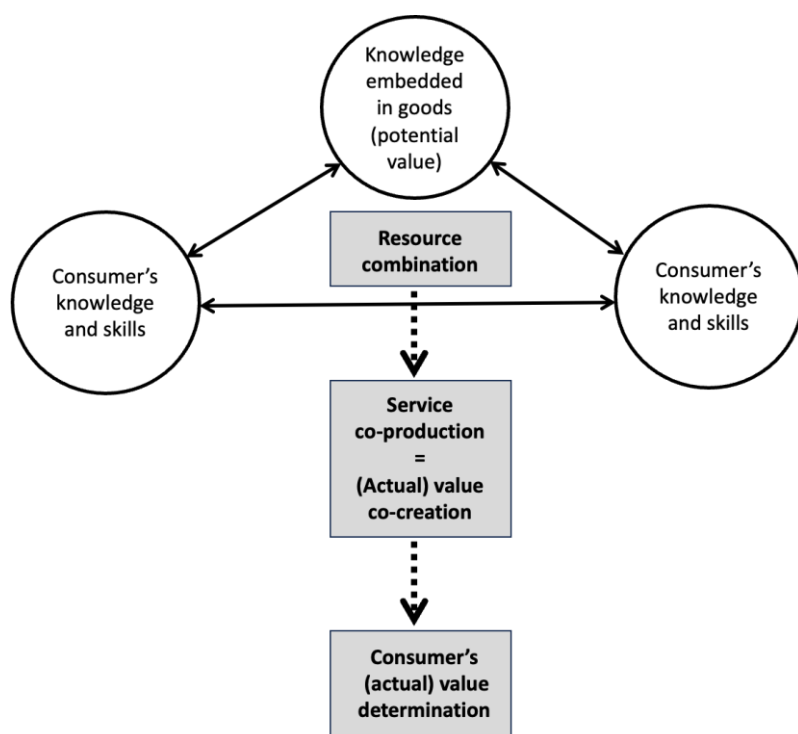 Knowledge
embedded
in goods
(potential
value)
Resource
combination
Consumer’s
knowledge
and skills
Consumer’s
knowledge
and skills
Service
co-production
=
(Actual) value
co-creation
Consumer’s
(actual) value
determination